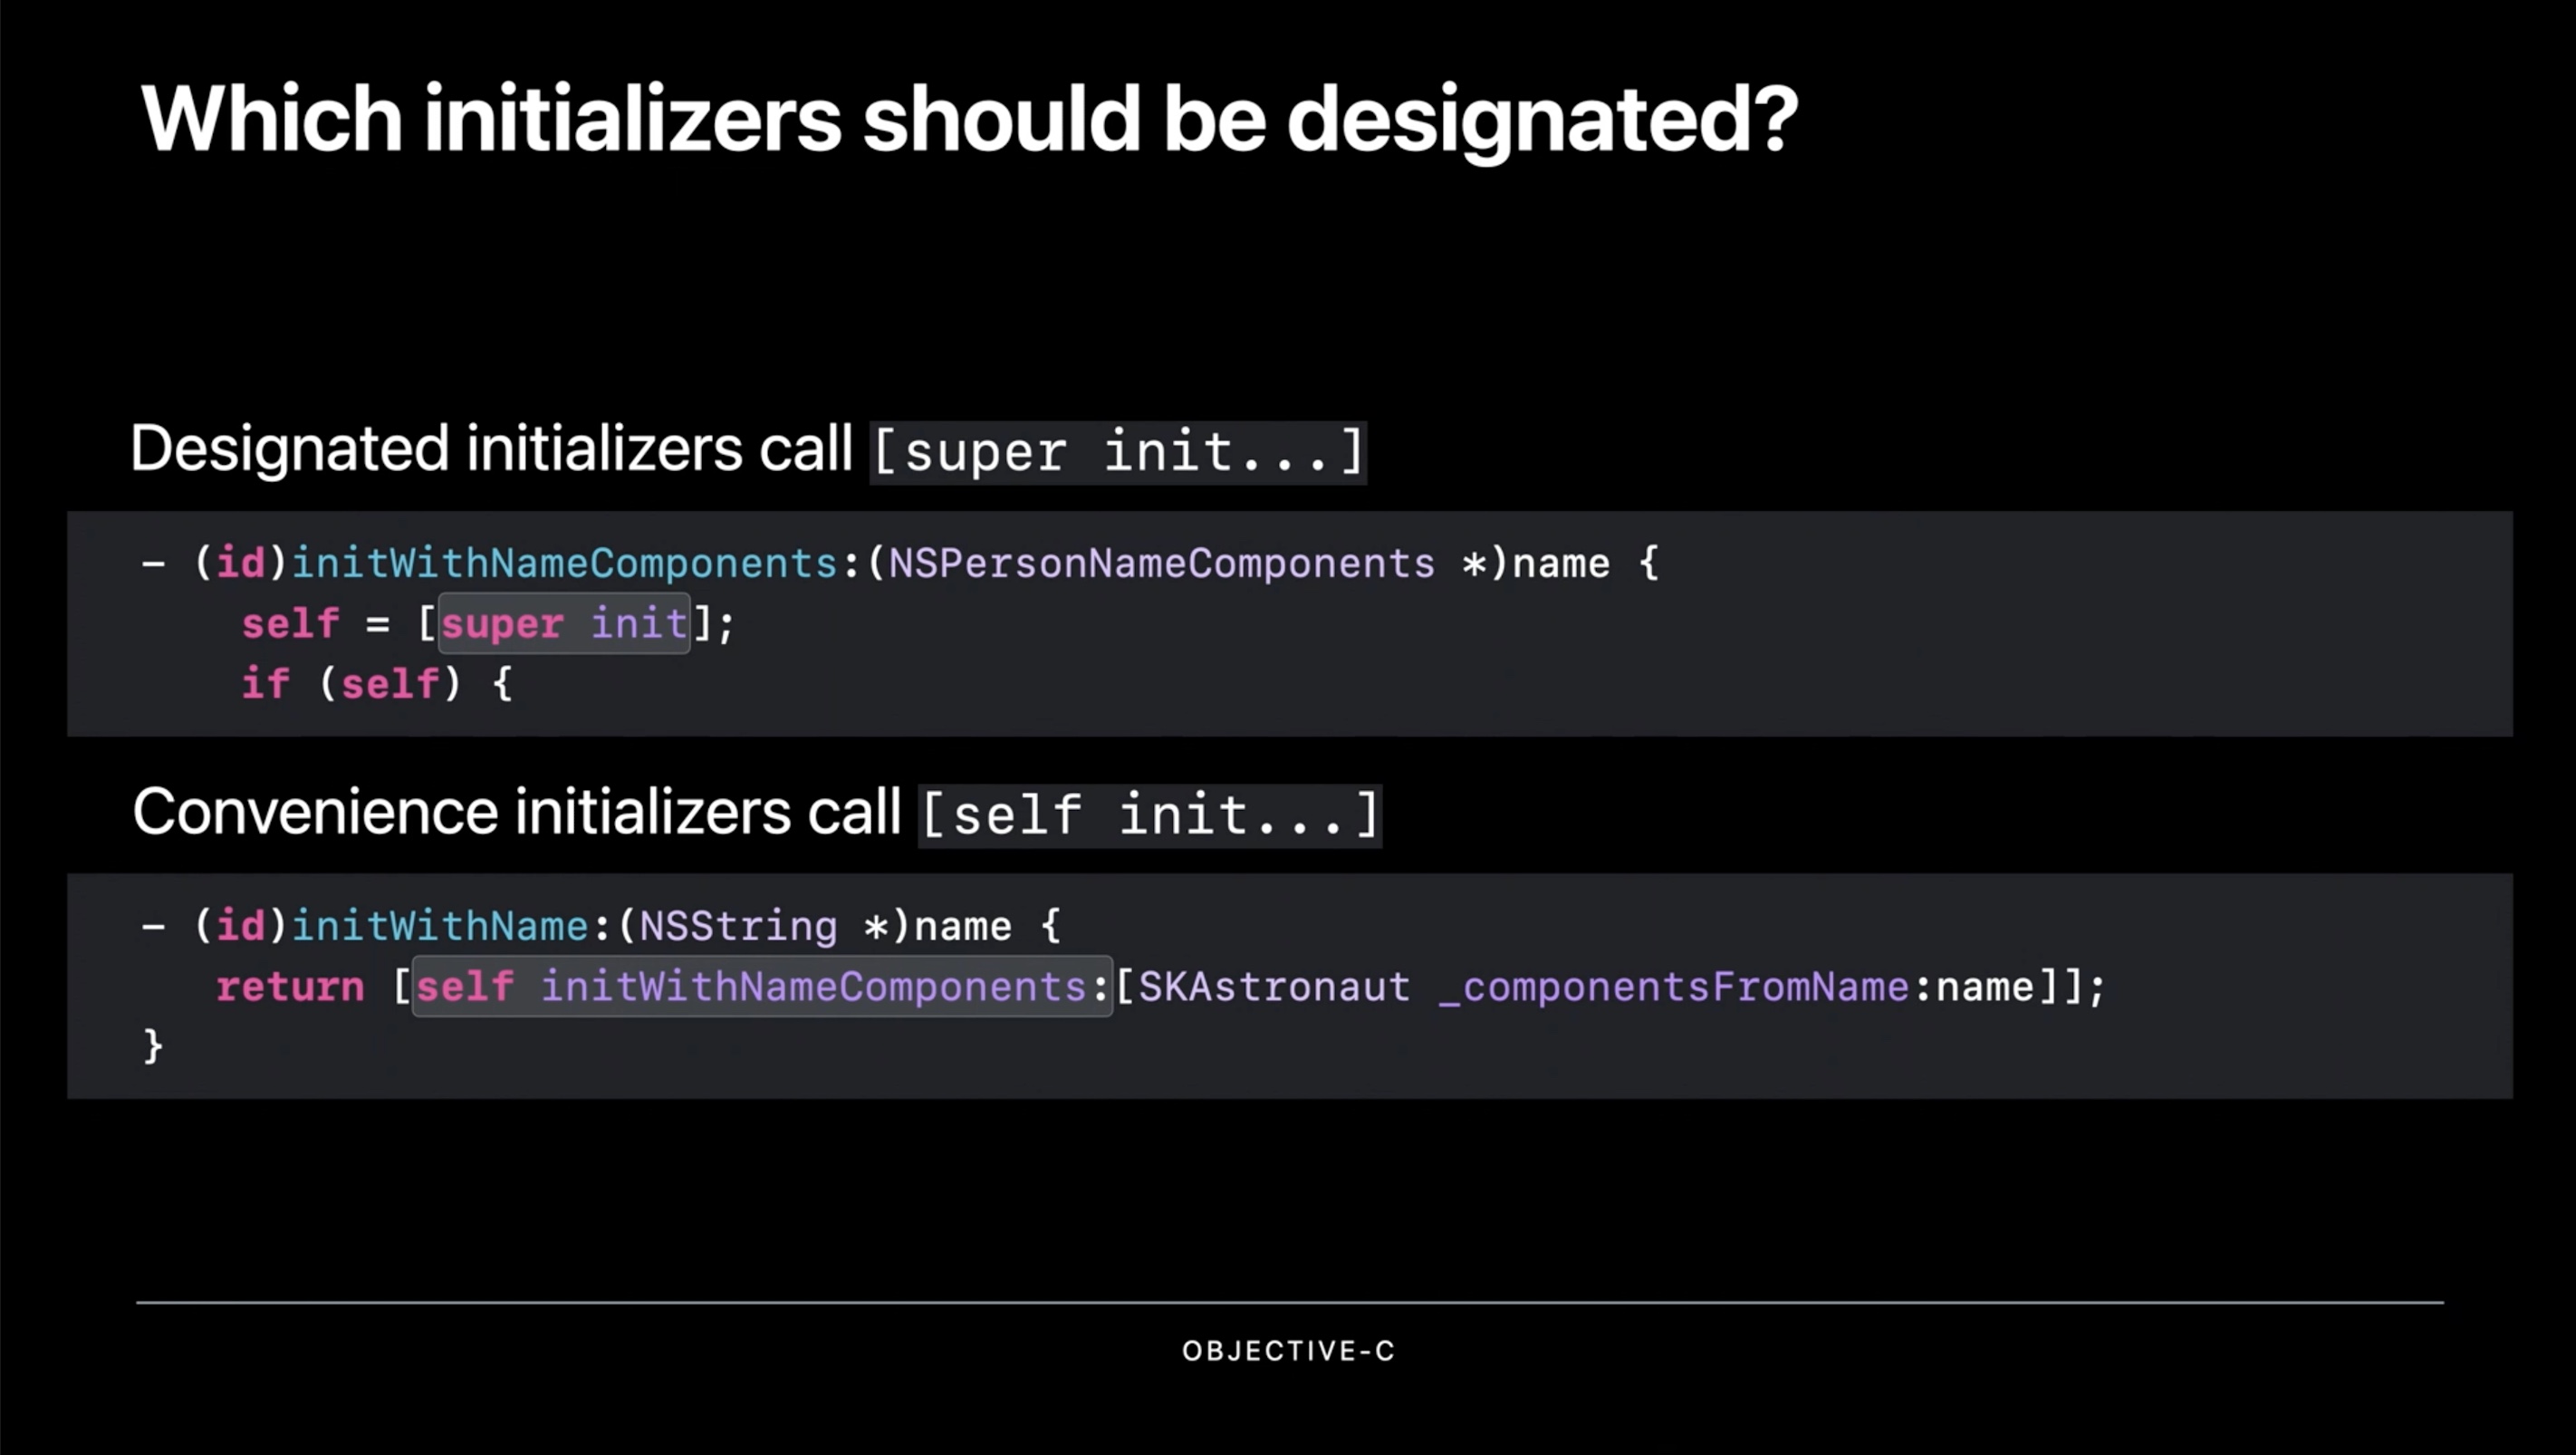 Which initializers should be designated?
Designated initializers call [super init...]
- (id)initWithNameComponents:(NSPersonNameComponents *)name {
    self = [super init];
    if (self) {
Convenience initializers call [self init...]
- (id)initWithName:(NSString *)name {
   return [self initWithNameComponents:[SKAstronaut _componentsFromName:name]];
}
OBJECTIVE-C